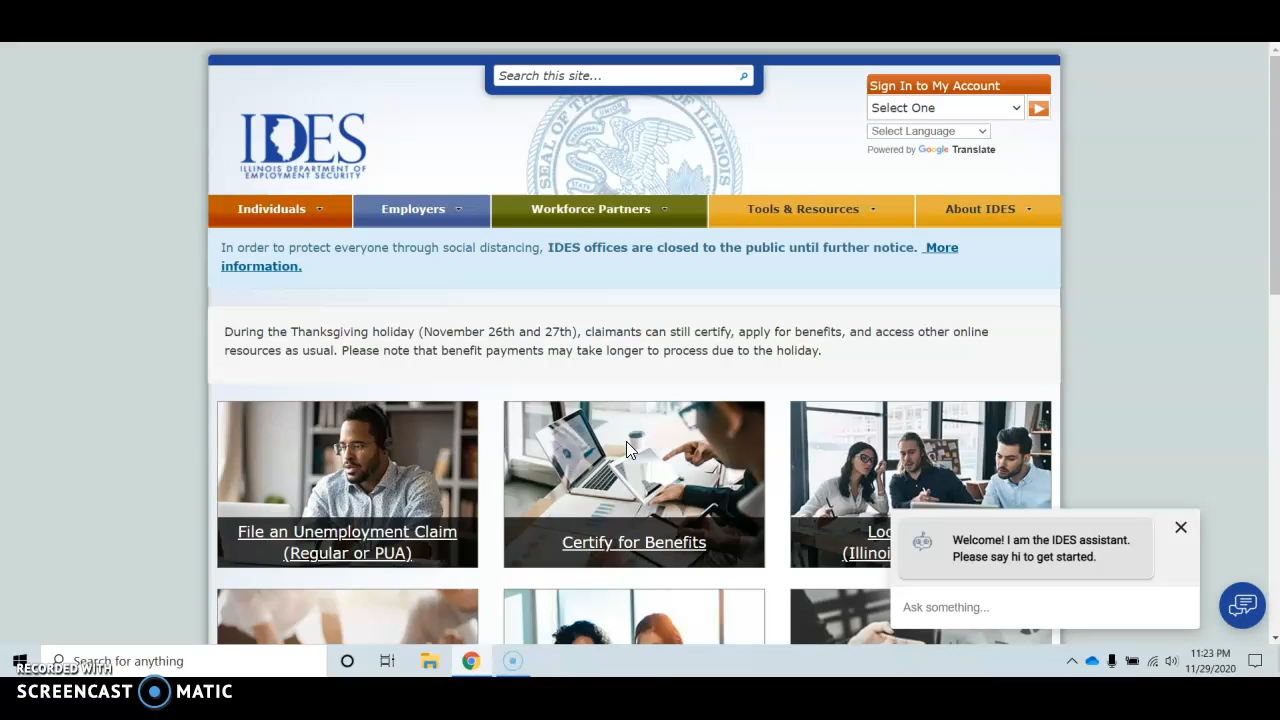 Search this site...
Sign In to My Account
Select One
Select Language
Powered by Google Translate
IDES
ILLINOIS DEPARTMENT OF
EMPLOYMENT SECURITY
SEAL OF THE
OF ILLINOIS
Individuals
Employers
Workforce Partners
Tools & Resources
About IDES
In order to protect everyone through social distancing, IDES offices are closed to the public until further notice. More
information.
During the Thanksgiving holiday (November 26th and 27th), claimants can still certify, apply for benefits, and access other online
resources as usual. Please note that benefit payments may take longer to process due to the holiday.
File an Unemployment Claim
(Regular or PUA)
Certify for Benefits
Welcome! I am the IDES assistant.
Please say hi to get started.
Ask something...
Search for anything
11:23 PM
11/29/2020
RECORDED WITH
SCREENCAST MATIC